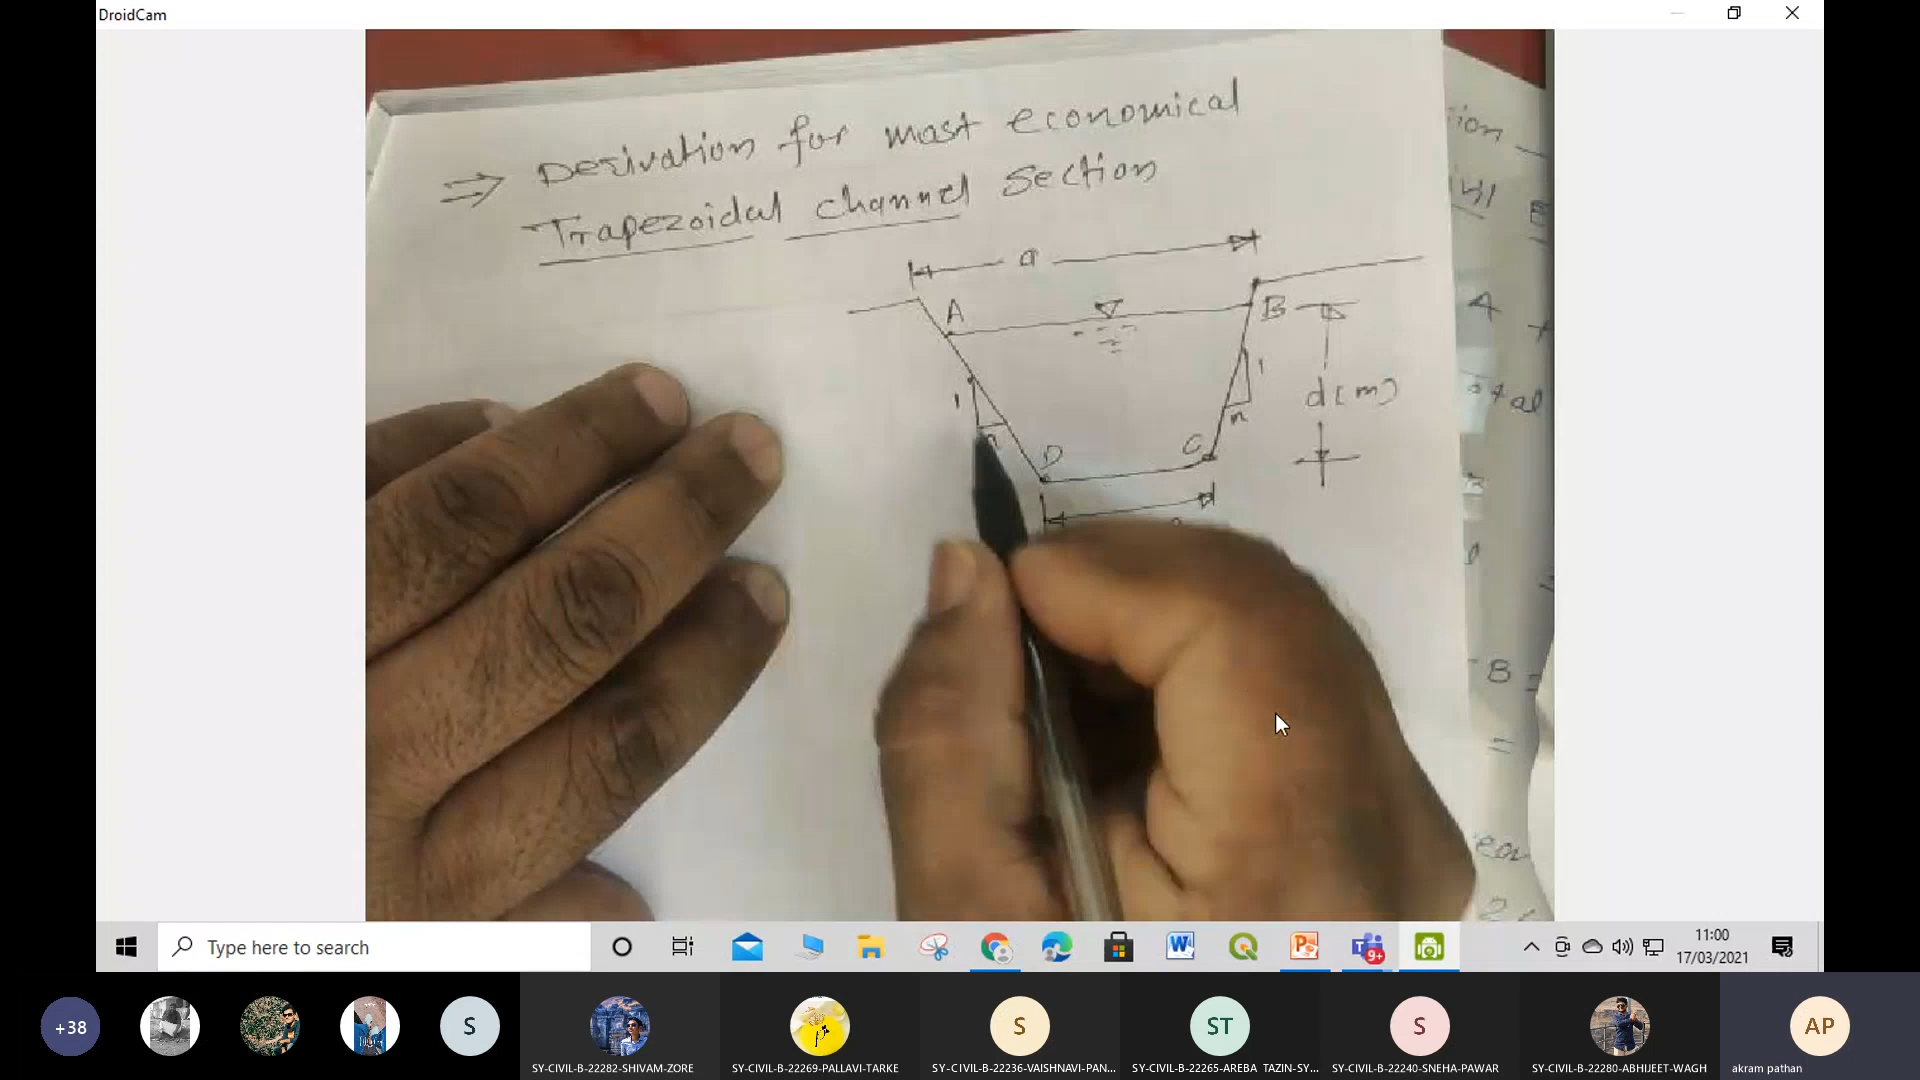 DroidCam
⇒ Derivation for most economical
Trapezoidal channel Section
a
A
B
1
1
n
n
d(m)
D
C
Type here to search
9+
11:00
17/03/2021
+38
S
S
ST
S
AP
SY-CIVIL-B-22282-SHIVAM-ZORE
SY-CIVIL-B-22269-PALLAVI-TARKE
SY-CIVIL-B-22236-VAISHNAVI-PAN...
SY-CIVIL-B-22265-AREBA TAZIN-SY...
SY-CIVIL-B-22240-SNEHA-PAWAR
SY-CIVIL-B-22280-ABHIJEET-WAGH
akram pathan